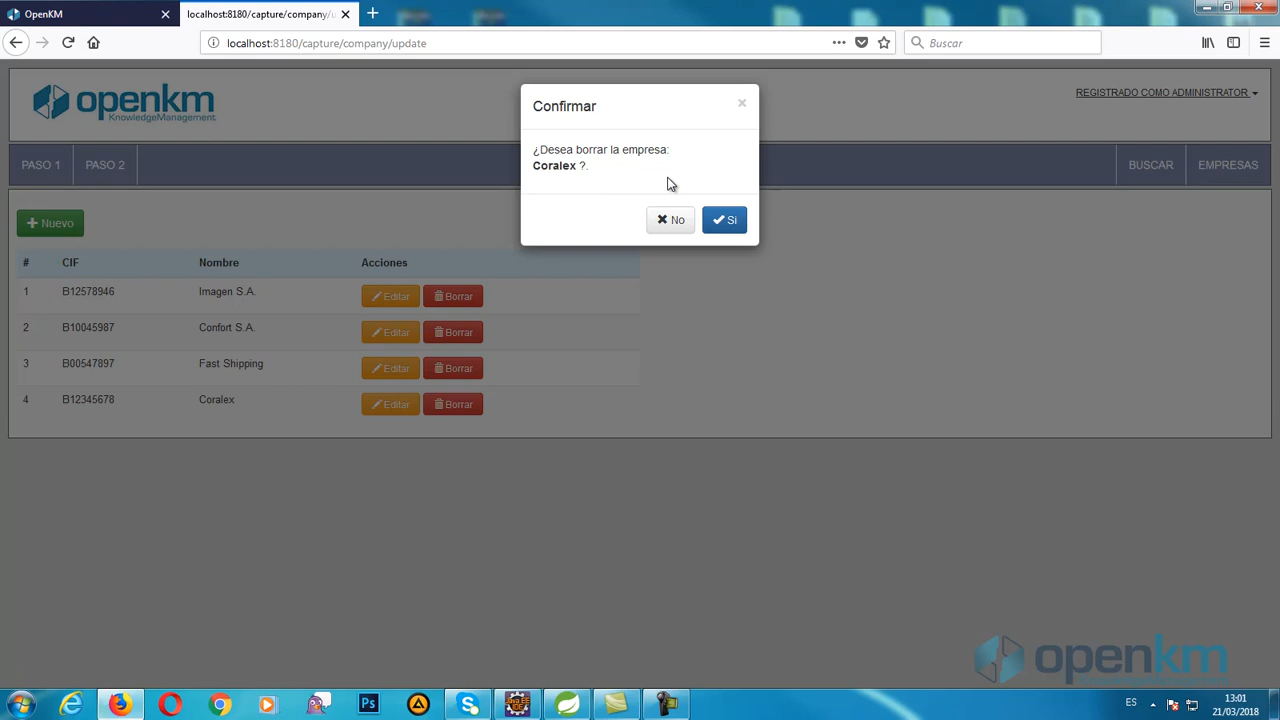 OpenKM
localhost:8180/capture/company/u
localhost:8180/capture/company/update
Buscar
openkm
KnowledgeManagement
REGISTRADO COMO ADMINISTRATOR
PASO 1
PASO 2
BUSCAR
EMPRESAS
Confirmar
×
¿Desea borrar la empresa:
Coralex ?.
No
Si
Nuevo
# CIF Nombre Acciones
1 B12578946 Imagen S.A. Editar Borrar
2 B10045987 Confort S.A. Editar Borrar
3 B00547897 Fast Shipping Editar Borrar
4 B12345678 Coralex Editar Borrar
openkm
Ps
ES
13:01
21/03/2018